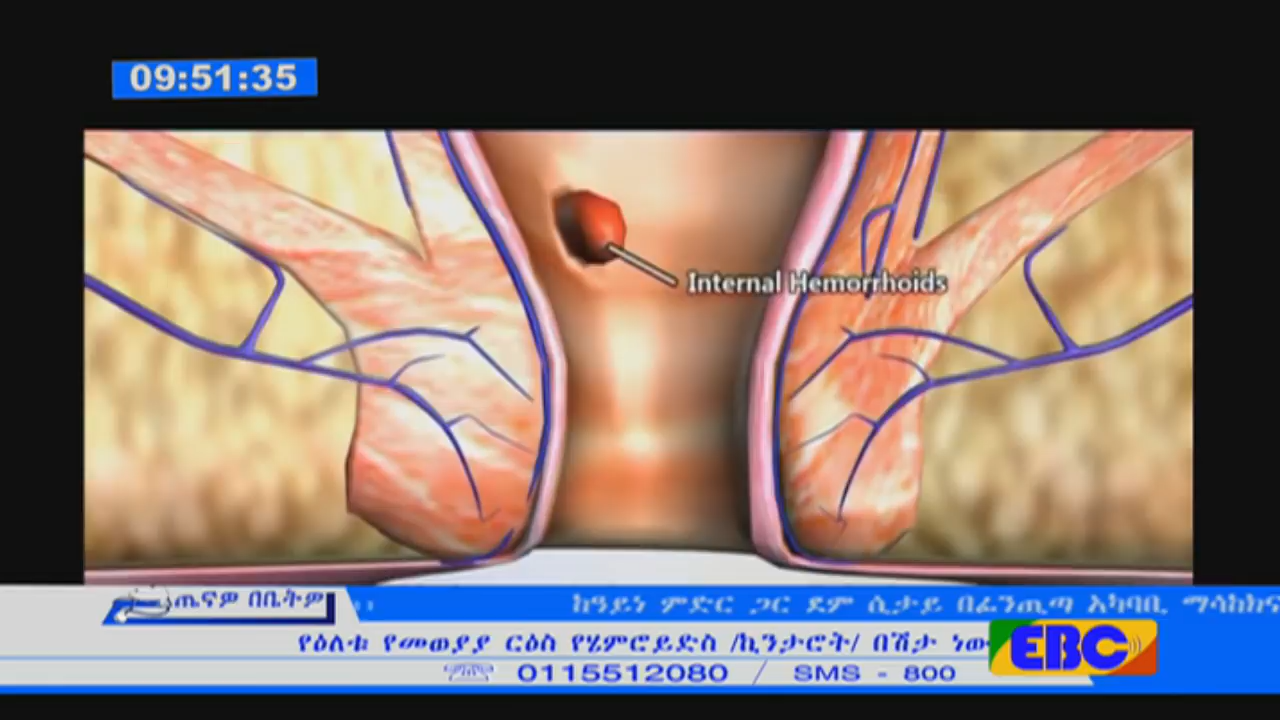 09:51:35
Internal Hemorrhoids
ጤናዎ በቤትዎ
ከዓይነ ምድር ጋር ደም ሲታይ በፊንጢጣ አካባቢ ማሳከክና
የዕለቱ የመወያያ ርዕስ የሄምሮይድስ /ኪንታሮት/ በሽታ ነው
EBC
0115512080 / SMS - 800